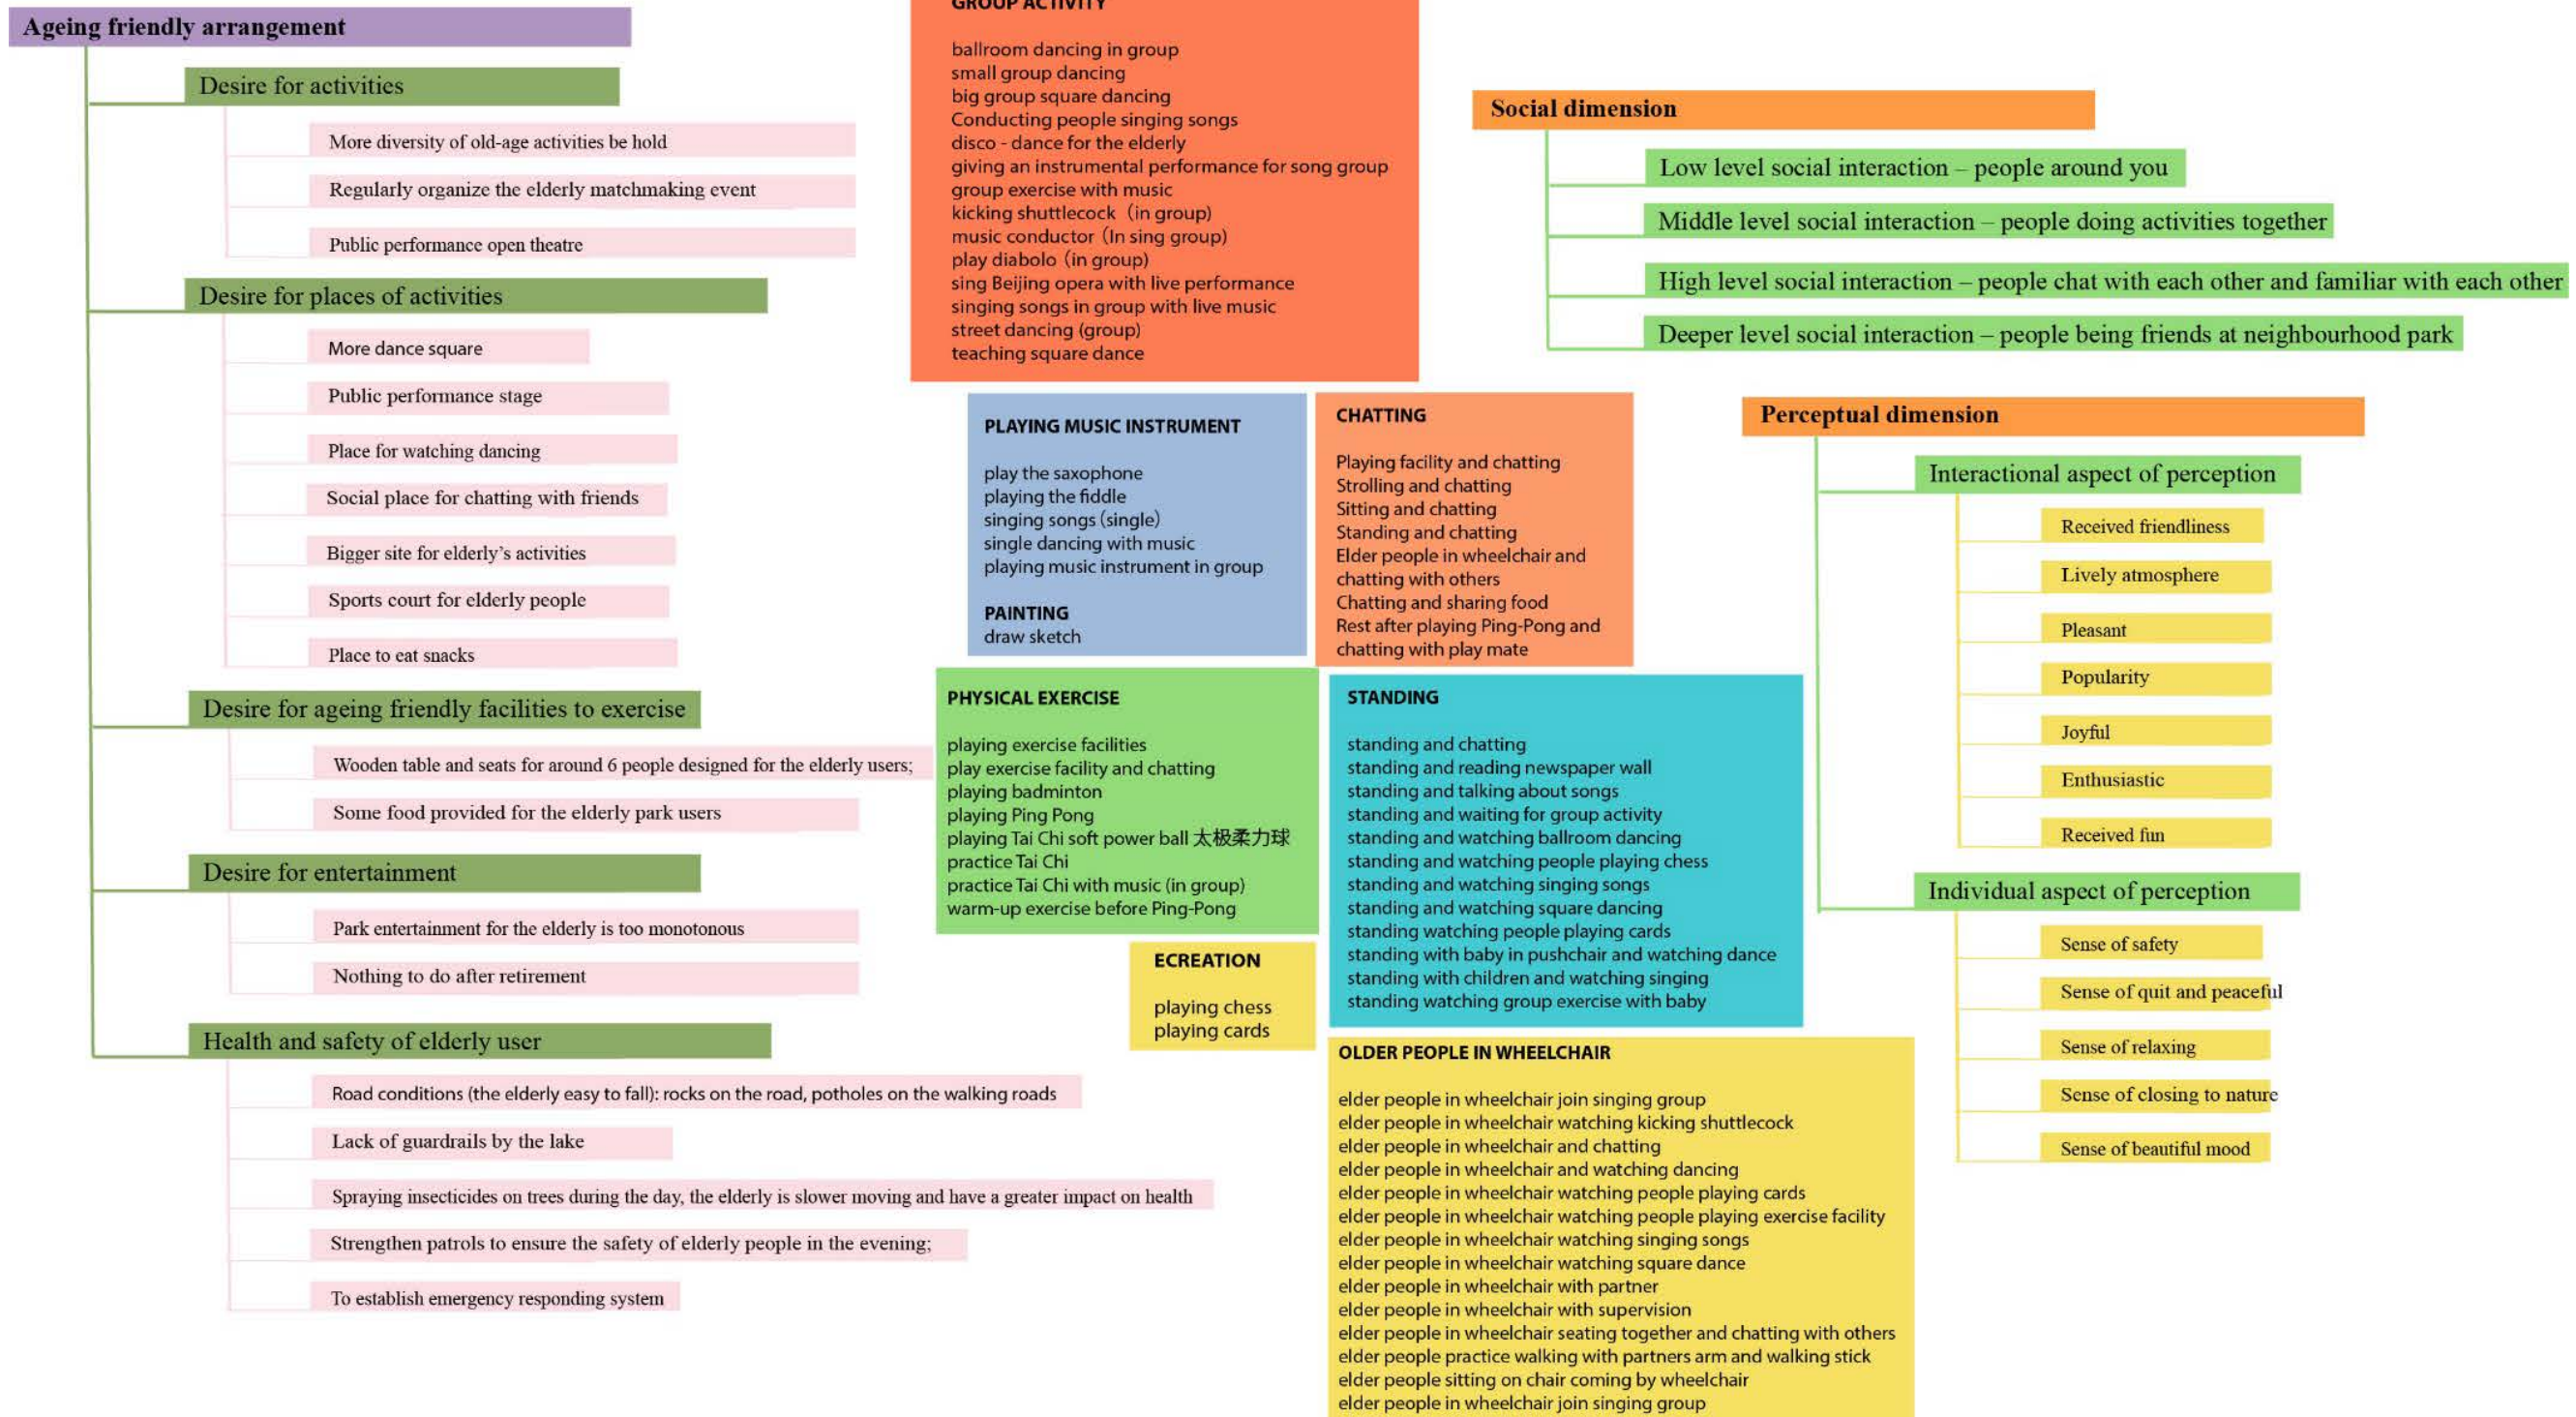 Ageing friendly arrangement
Desire for activities
More diversity of old-age activities be hold
Regularly organize the elderly matchmaking event
Public performance open theatre
Desire for places of activities
More dance square
Public performance stage
Place for watching dancing
Social place for chatting with friends
Bigger site for elderly's activities
Sports court for elderly people
Place to eat snacks
Desire for ageing friendly facilities to exercise
Wooden table and seats for around 6 people designed for the elderly users;
Some food provided for the elderly park users
Desire for entertainment
Park entertainment for the elderly is too monotonous
Nothing to do after retirement
Health and safety of elderly user
Road conditions (the elderly easy to fall): rocks on the road, potholes on the walking roads
Lack of guardrails by the lake
Spraying insecticides on trees during the day, the elderly is slower moving and have a greater impact on health
Strengthen patrols to ensure the safety of elderly people in the evening;
To establish emergency responding system
GROUP ACTIVITY
ballroom dancing in group
small group dancing
big group square dancing
Conducting people singing songs
disco - dance for the elderly
giving an instrumental performance for song group
group exercise with music
kicking shuttlecock（in group)
music conductor（In sing group)
play diabolo（in group)
sing Beijing opera with live performance
singing songs in group with live music
street dancing (group)
teaching square dance
PLAYING MUSIC INSTRUMENT
play the saxophone
playing the fiddle
singing songs（single）
single dancing with music
playing music instrument in group
PAINTING
draw sketch
CHATTING
Playing facility and chatting
Strolling and chatting
Sitting and chatting
Standing and chatting
Elder people in wheelchair and
chatting with others
Chatting and sharing food
Rest after playing Ping-Pong and
chatting with play mate
PHYSICAL EXERCISE
playing exercise facilities
play exercise facility and chatting
playing badminton
playing Ping Pong
playing Tai Chi soft power ball 太极柔力球
practice Tai Chi
practice Tai Chi with music (in group)
warm-up exercise before Ping-Pong
STANDING
standing and chatting
standing and reading newspaper wall
standing and talking about songs
standing and waiting for group activity
standing and watching ballroom dancing
standing and watching people playing chess
standing and watching singing songs
standing and watching square dancing
standing watching people playing cards
standing with baby in pushchair and watching dance
standing with children and watching singing
standing watching group exercise with baby
ECREATION
playing chess
playing cards
OLDER PEOPLE IN WHEELCHAIR
elder people in wheelchair join singing group
elder people in wheelchair watching kicking shuttlecock
elder people in wheelchair and chatting
elder people in wheelchair and watching dancing
elder people in wheelchair watching people playing cards
elder people in wheelchair watching people playing exercise facility
elder people in wheelchair watching singing songs
elder people in wheelchair watching square dance
elder people in wheelchair with partner
elder people in wheelchair with supervision
elder people in wheelchair seating together and chatting with others
elder people practice walking with partners arm and walking stick
elder people sitting on chair coming by wheelchair
elder people in wheelchair join singing group
Social dimension
Low level social interaction – people around you
Middle level social interaction – people doing activities together
High level social interaction – people chat with each other and familiar with each other
Deeper level social interaction – people being friends at neighbourhood park
Perceptual dimension
Interactional aspect of perception
Received friendliness
Lively atmosphere
Pleasant
Popularity
Joyful
Enthusiastic
Received fun
Individual aspect of perception
Sense of safety
Sense of quit and peaceful
Sense of relaxing
Sense of closing to nature
Sense of beautiful mood